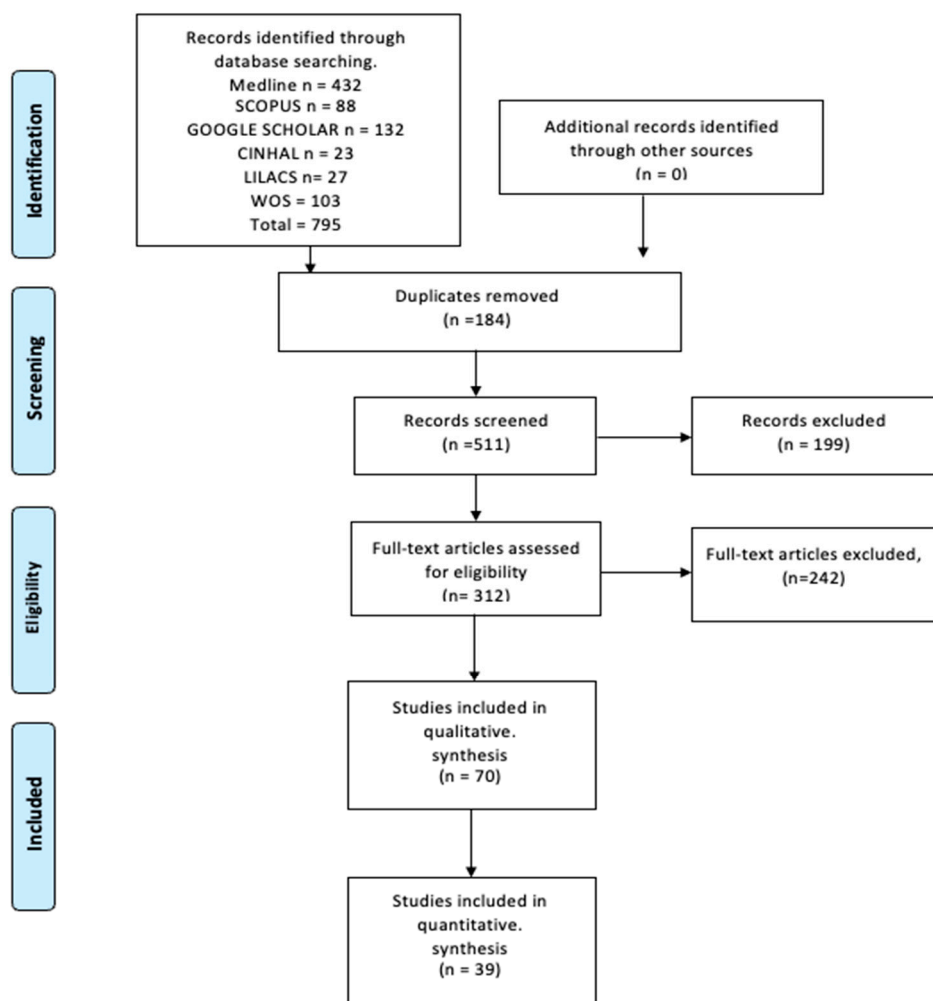 Identification
Records identified through
database searching.
Medline n = 432
SCOPUS n = 88
GOOGLE SCHOLAR n = 132
CINHAL n = 23
LILACS n= 27
WOS = 103
Total = 795
Additional records identified
through other sources
(n = 0)
Screening
Duplicates removed
(n =184)
Records screened
(n =511)
Records excluded
(n = 199)
Eligibility
Full-text articles assessed
for eligibility
(n= 312)
Full-text articles excluded,
(n=242)
Included
Studies included in
qualitative.
synthesis
(n = 70)
Studies included in
quantitative.
synthesis
(n = 39)